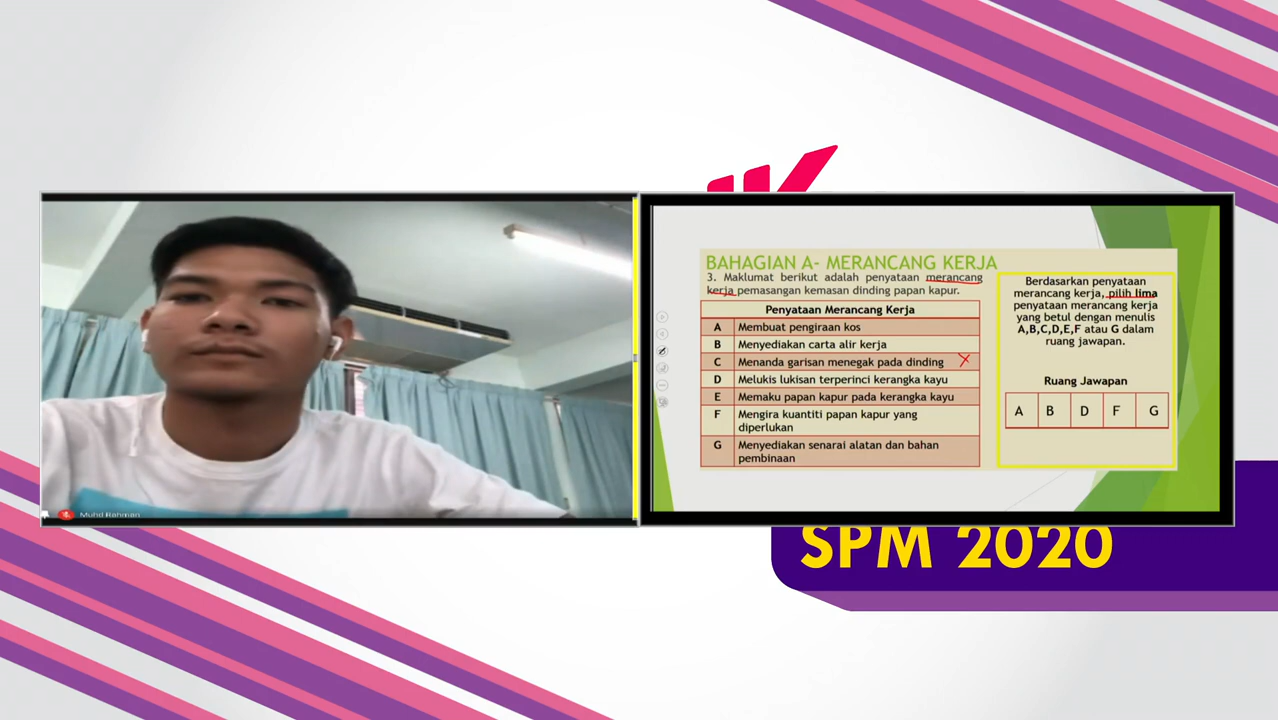 BAHAGIAN A- MERANCANG KERJA
3. Maklumat berikut adalah penyataan merancang
kerja pemasangan kemasan dinding papan kapur.
Penyataan Merancang Kerja
A Membuat pengiraan kos
B Menyediakan carta alir kerja
C Menanda garisan menegak pada dinding
D Melukis lukisan terperinci kerangka kayu
E Memaku papan kapur pada kerangka kayu
F Mengira kuantiti papan kapur yang
diperlukan
G Menyediakan senarai alatan dan bahan
pembinaan
Berdasarkan penyataan
merancang kerja, pilih lima
penyataan merancang kerja
yang betul dengan menulis
A,B,C,D,E,F atau G dalam
ruang jawapan.
Ruang Jawapan
A B D F G
Muhd Rahman
SPM 2020